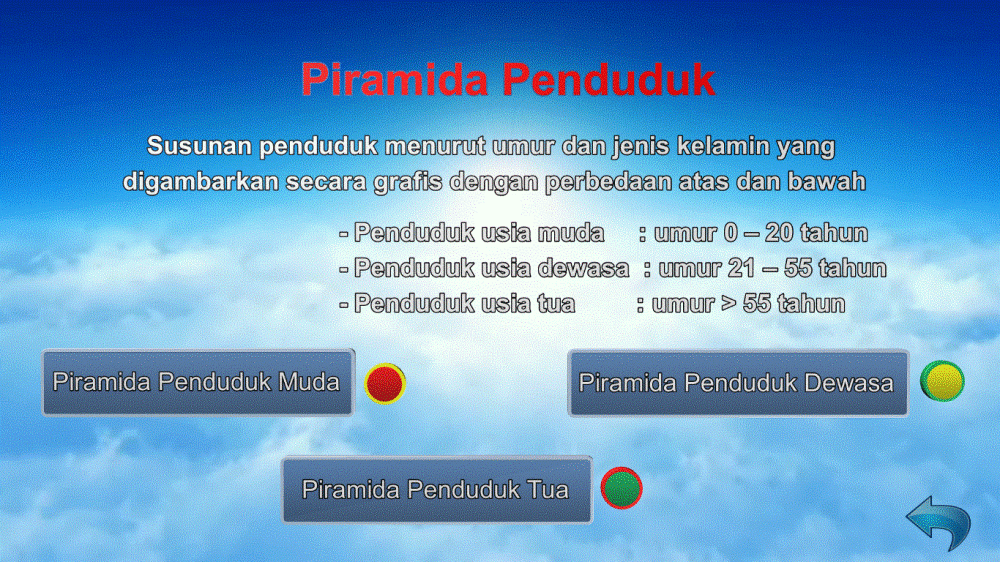 Piramida Penduduk
Susunan penduduk menurut umur dan jenis kelamin yang
digambarkan secara grafis dengan perbedaan atas dan bawah
- Penduduk usia muda : umur 0 – 20 tahun
- Penduduk usia dewasa : umur 21 – 55 tahun
- Penduduk usia tua : umur > 55 tahun
Piramida Penduduk Muda
Piramida Penduduk Dewasa
Piramida Penduduk Tua